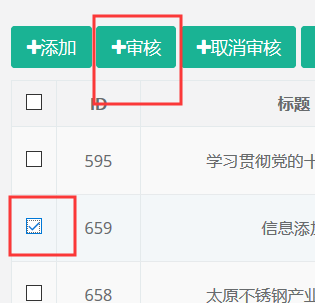 +添加 +审核 +取消审核
ID 标题
595 学习贯彻党的十
659 信息添加
658 太原不锈钢产业